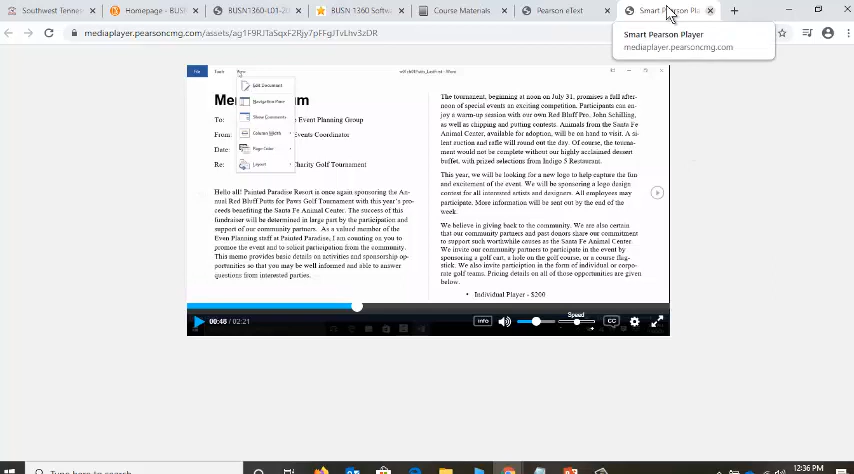 Southwest Tennes
Homepage - BUSI
BUSN1360-L01-20
BUSN 1360 Softw
Course Materials
Pearson eText
Smart Pearson Pla
Smart Pearson Player
mediaplayer.pearsoncmg.com
mediaplayer.pearsoncmg.com/assets/ag1F9RJTaSqxFZRjy7pFFgJTvLhv3zDR
File
Tools
View
Edit Document
Navigation Pane
Show Comments
Column Width
Page Color
Layout
To: e Event Planning Group
From: Events Coordinator
Date:
Re: Charity Golf Tournament
Hello all! Painted Paradise Resort is once again sponsoring the An-
nual Red Bluff Putts for Paws Golf Tournament with this year's pro-
ceeds benefiting the Santa Fe Animal Center. The success of this
fundraiser will be determined in large part by the participation and
support of our community partners. As a valued member of the
Even Planning staff at Painted Paradise, I am counting on you to
promoe the event and to solicit participation from the community.
This memo provides basic details on activities and sponsorship op-
portunities so that you may be well informed and able to answer
questions from interested parties.
The tournament, beginning at noon on July 31, promises a full after-
noon of special events an exciting competition. Participants can en-
joy a warm-up session with our own Red Bluff Pro, John Schilling,
as well as chipping and putting contests. Animals from the Santa Fe
Animal Center, available for adoption, will be on hand to visit. A si-
lent auction and rafle will round out the day. Of course, the tourna-
ment would not be complete without our highly acclaimed dessert
buffet, with prized selections from Indigo 5 Restaurant.
This year, we will be looking for a new logo to help capture the fun
and excitement of the event. We will be sponsoring a logo design
contest for all interested artists and designers. All employees may
participate. More information will be sent out by the end of the
week.
We believe in giving back to the community. We are also certain
that our community partners and past donors share our commitment
to support such worthwhile causes as the Santa Fe Animal Center.
We invite our community partners to participate in the event by
sponsoring a golf cart, a hole on the golf course, or a course flag-
stick. We also invite participtation in the form of individual or corpo-
rate golf teams. Pricing details on all of those opportunities are given
below.
• Individual Player - $200
00:48 / 02:21
info
Speed
CC
Type here to search
12:36 PM